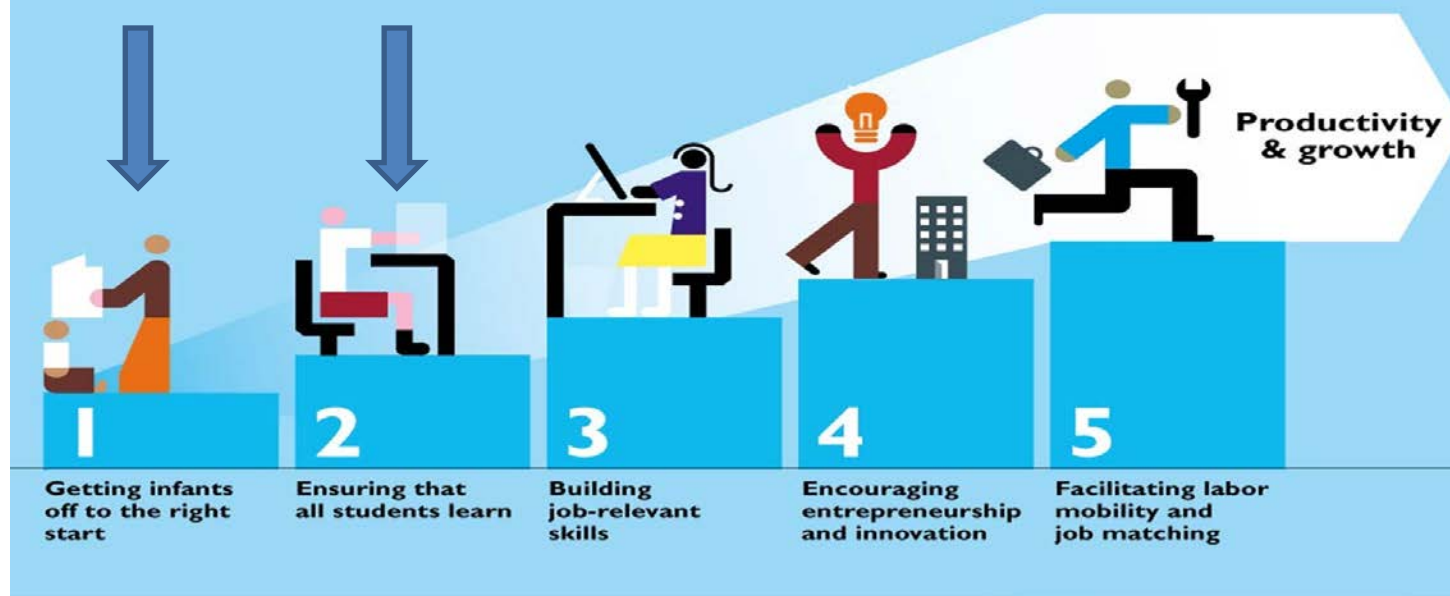 Productivity
& growth
1
Getting infants
off to the right
start
2
Ensuring that
all students learn
3
Building
job-relevant
skills
4
Encouraging
entrepreneurship
and innovation
5
Facilitating labor
mobility and
job matching